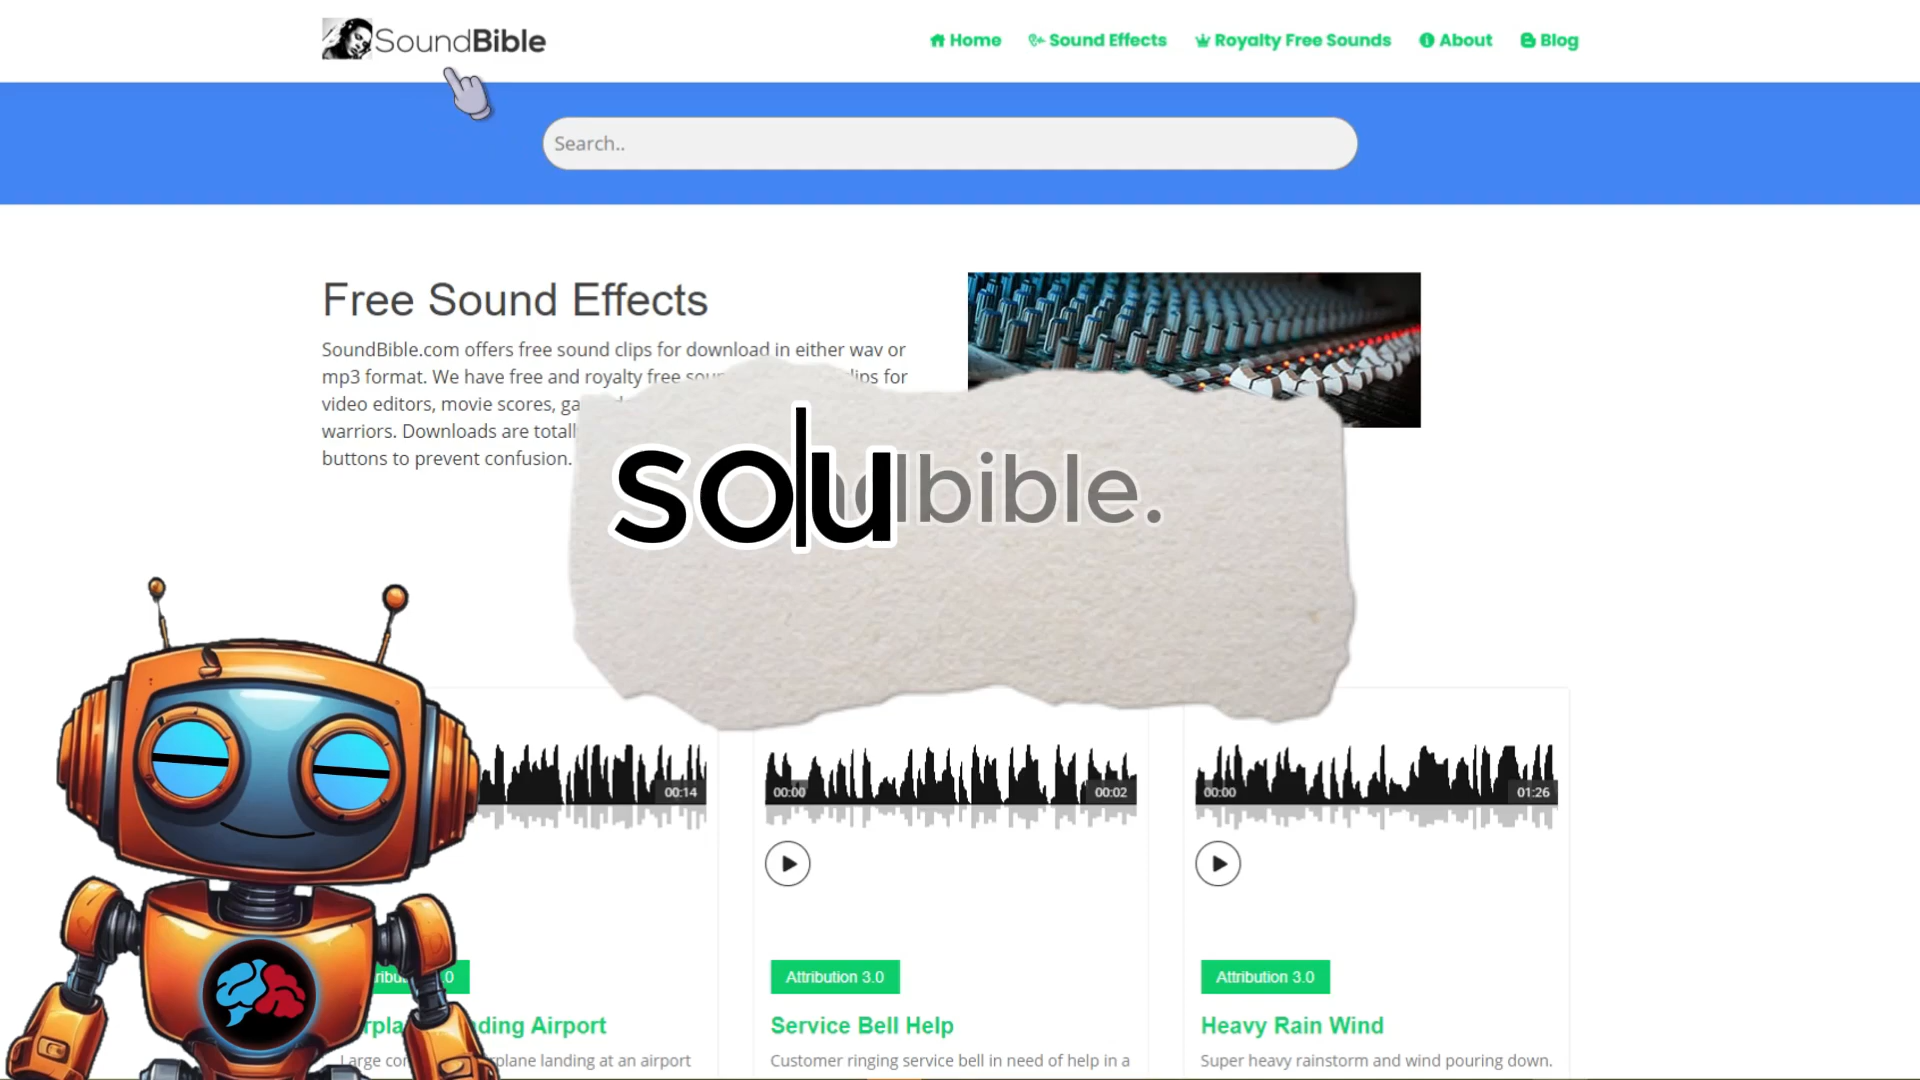 SoundBible
Home Sound Effects Royalty Free Sounds About Blog
Search..
Free Sound Effects
SoundBible.com offers free sound clips for download in either wav or
mp3 format. We have free and royalty free
video editors, movie scores,
warriors. Downloads are
buttons to prevent confusion.
sou
bible.
00:14
00:00 00:02
00:00 01:26
Attribution 3.0
Attribution 3.0
Airport
Service Bell Help
Heavy Rain Wind
Large landing at an airport
Customer ringing service bell in need of help in a
Super heavy rainstorm and wind pouring down.